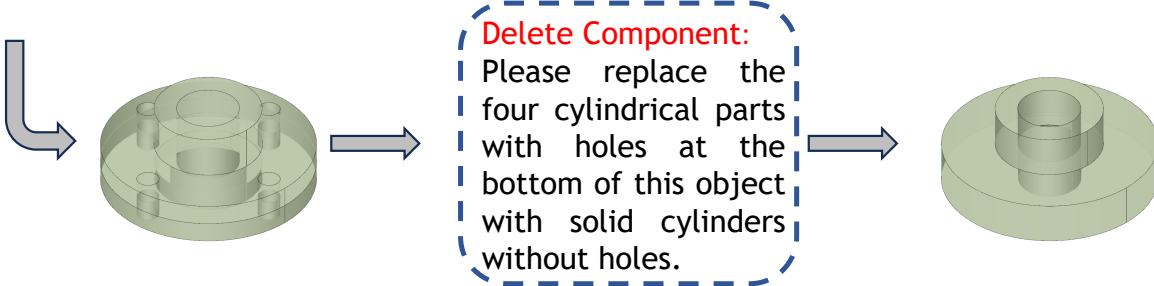 Delete Component:
Please replace the
four cylindrical parts
with holes at the
bottom of this object
with solid cylinders
without holes.